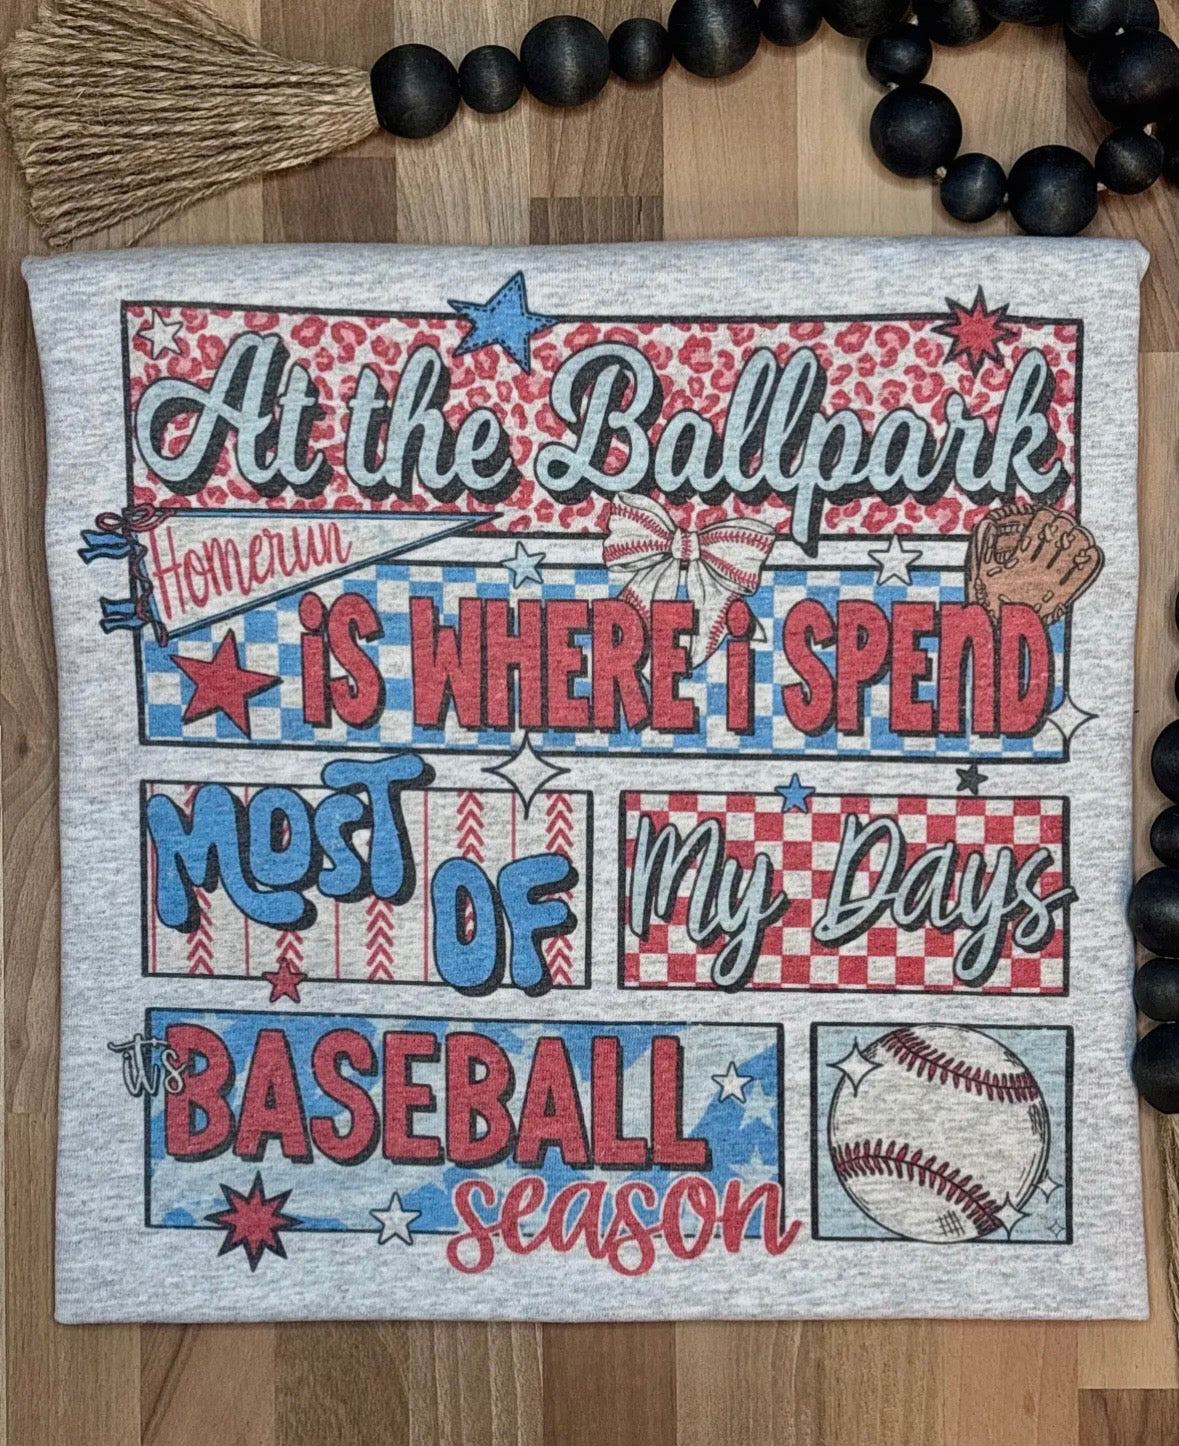 At the Ballpark
Homerun
iS WHERE i SPEnD
MOST OF
My Days
it's BASEBALL
season